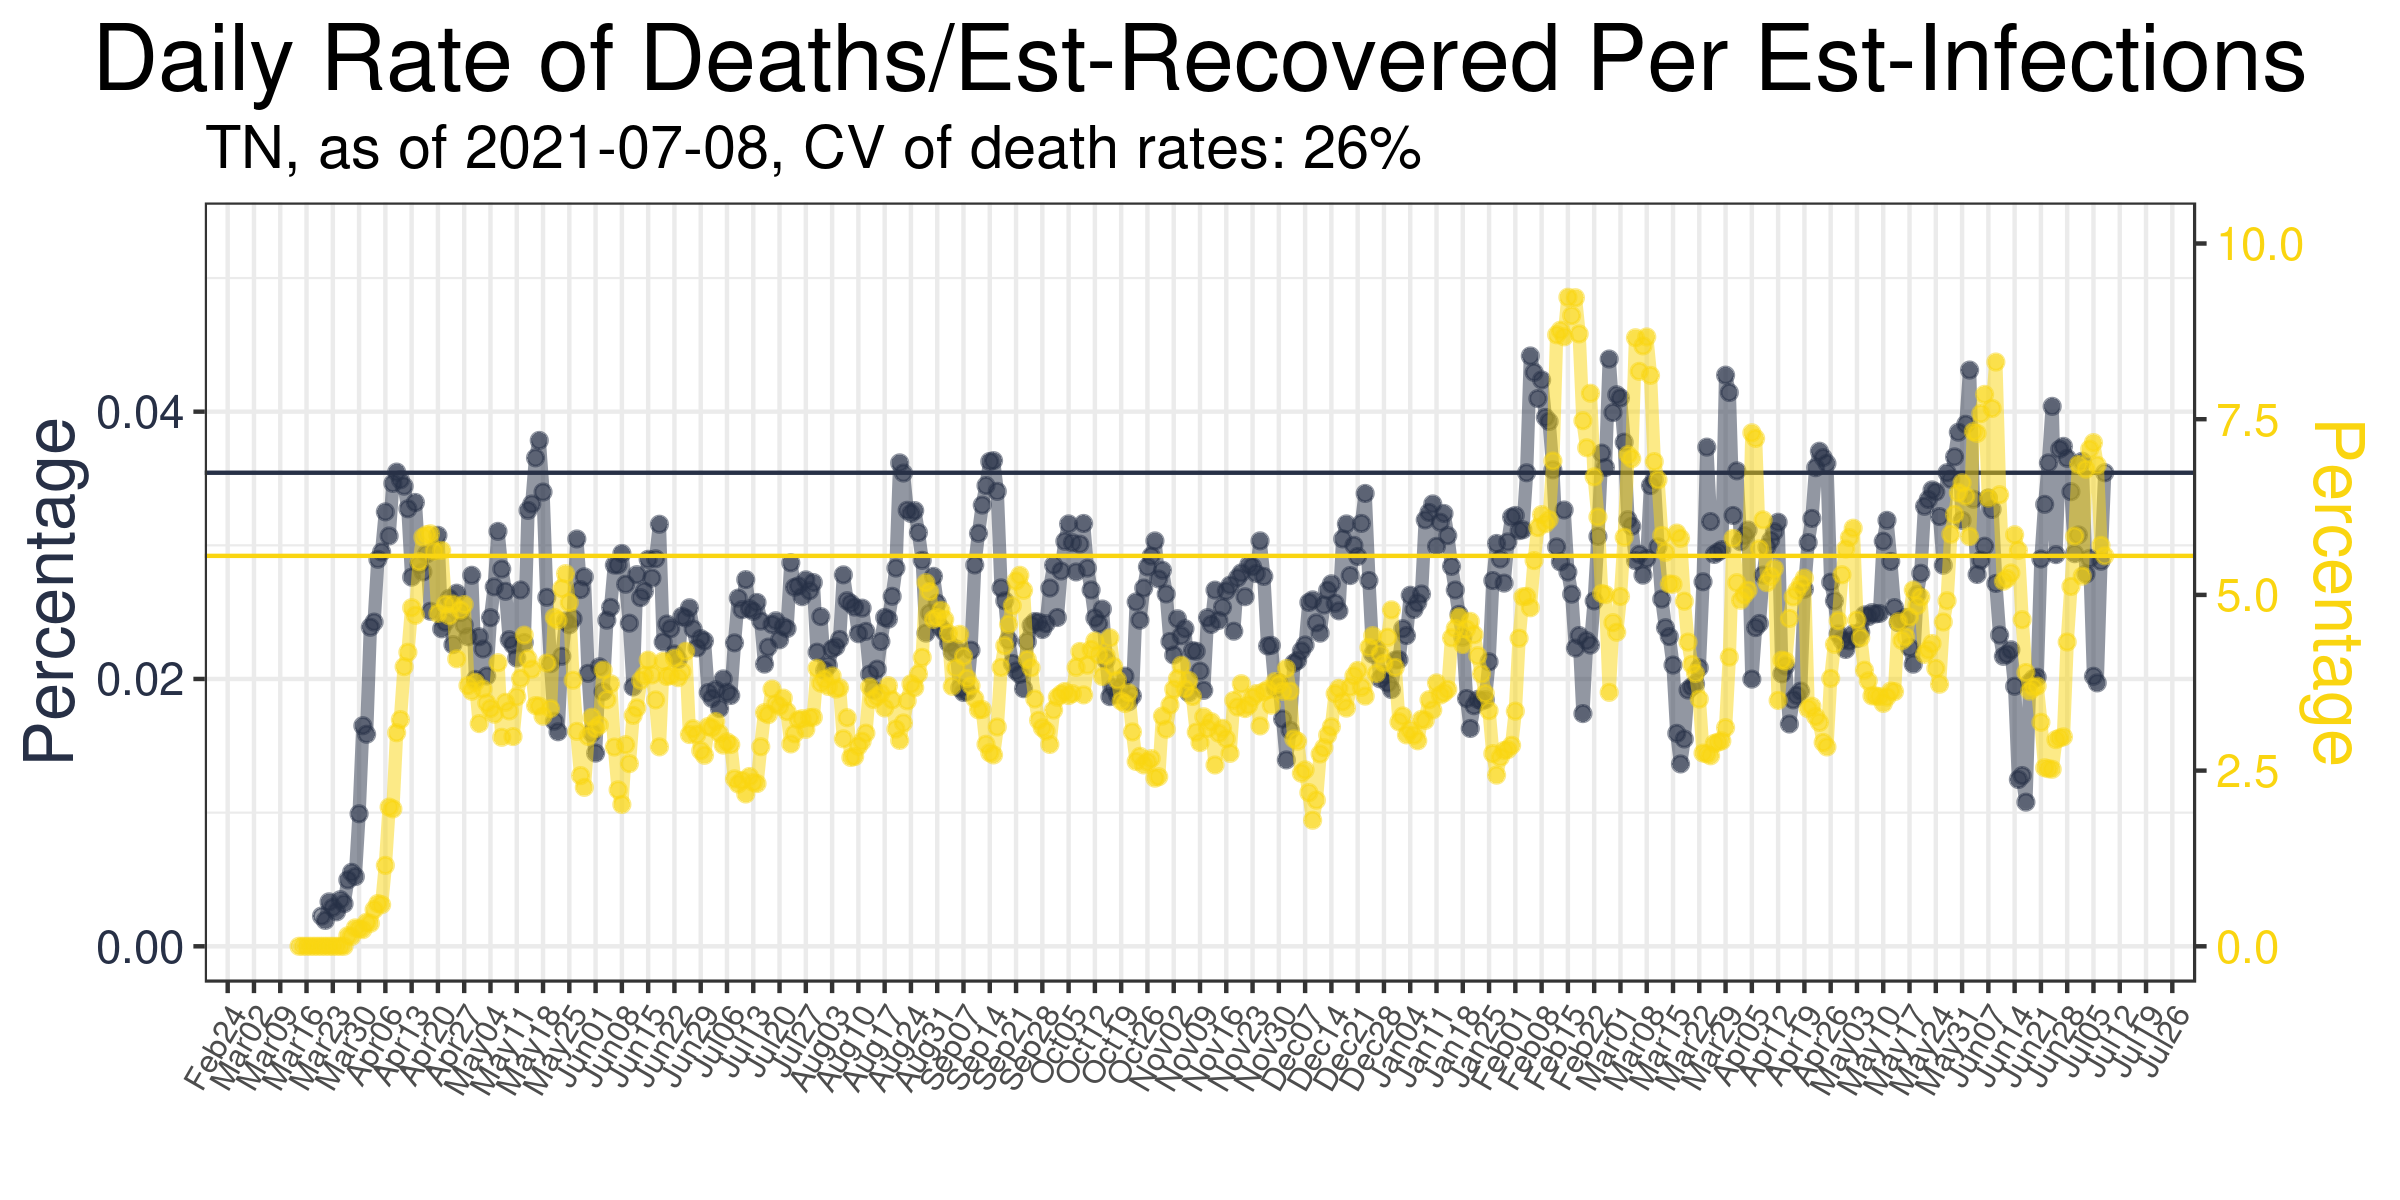 Daily Rate of Deaths/Est-Recovered Per Est-Infections
TN, as of 2021-07-08, CV of death rates: 26%
Percentage
0.04
0.02
0.00
10.0
7.5
5.0
2.5
0.0
Percentage
Feb24
Mar02
Mar09
Mar16
Mar23
Mar30
Apr06
Apr13
Apr20
Apr27
May04
May11
May18
May25
Jun01
Jun08
Jun15
Jun22
Jun29
Jul06
Jul13
Jul20
Jul27
Aug03
Aug10
Aug17
Aug24
Aug31
Sep07
Sep14
Sep21
Sep28
Oct05
Oct12
Oct19
Oct26
Nov02
Nov09
Nov16
Nov23
Nov30
Dec07
Dec14
Dec21
Dec28
Jan04
Jan11
Jan18
Jan25
Feb01
Feb08
Feb15
Feb22
Mar01
Mar08
Mar15
Mar22
Mar29
Apr05
Apr12
Apr19
Apr26
May03
May10
May17
May24
May31
Jun07
Jun14
Jun21
Jun28
Jul05
Jul12
Jul19
Jul26